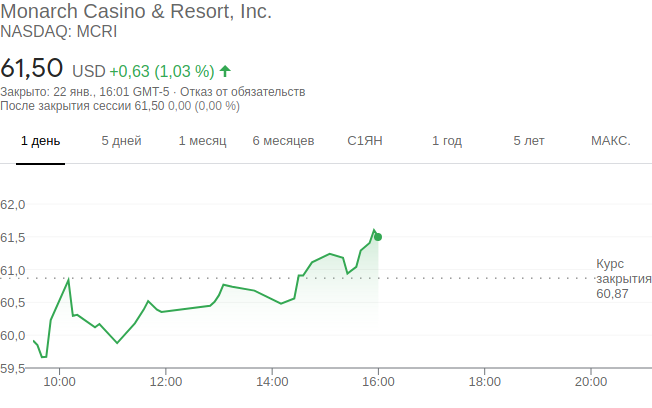 Monarch Casino & Resort, Inc.
NASDAQ: MCRI
61,50 USD +0,63 (1,03 %)
Закрыто: 22 янв., 16:01 GMT-5 · Отказ от обязательств
После закрытия сессии 61,50 0,00 (0,00 %)
1 день 5 дней 1 месяц 6 месяцев С1ЯН 1 год 5 лет МАКС.
62,0
61,5
61,0
60,5
60,0
59,5
Курс
закрытия
60,87
10:00 12:00 14:00 16:00 18:00 20:00